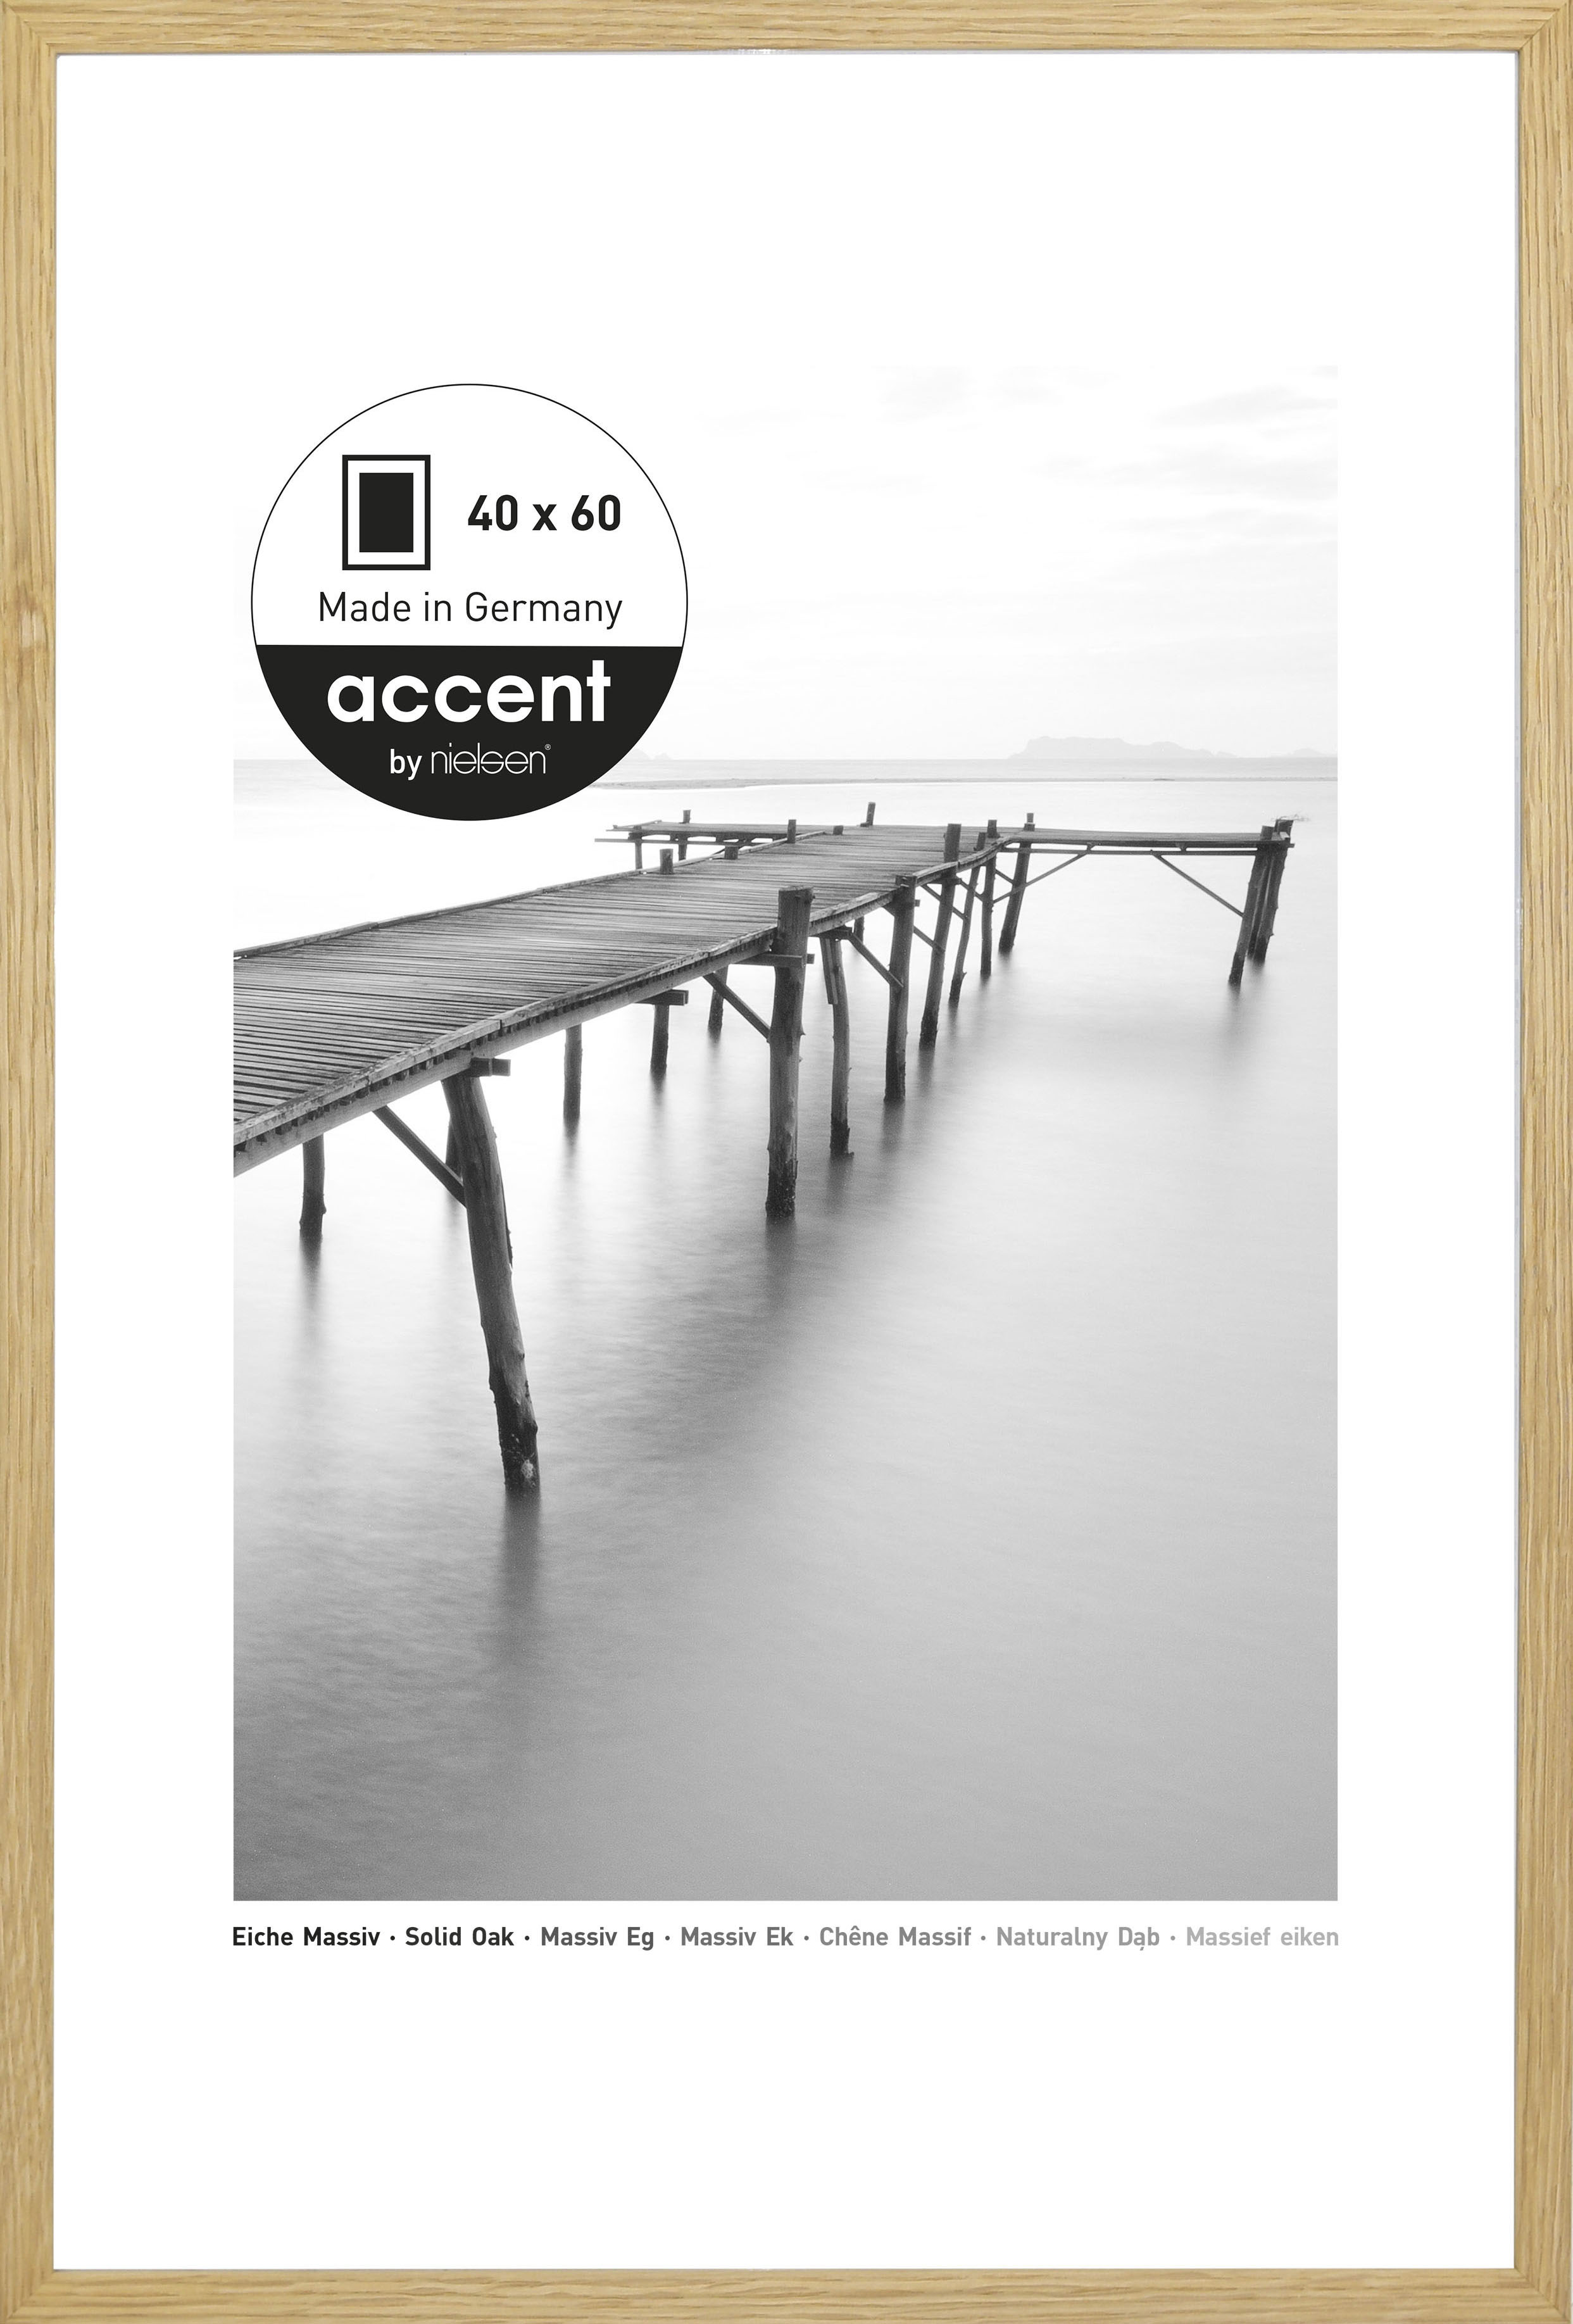 40 x 60
Made in Germany
accent
by nielsen®
Eiche Massiv · Solid Oak · Massiv Eg · Massiv Ek · Chêne Massif · Naturalny Dąb · Massief eiken